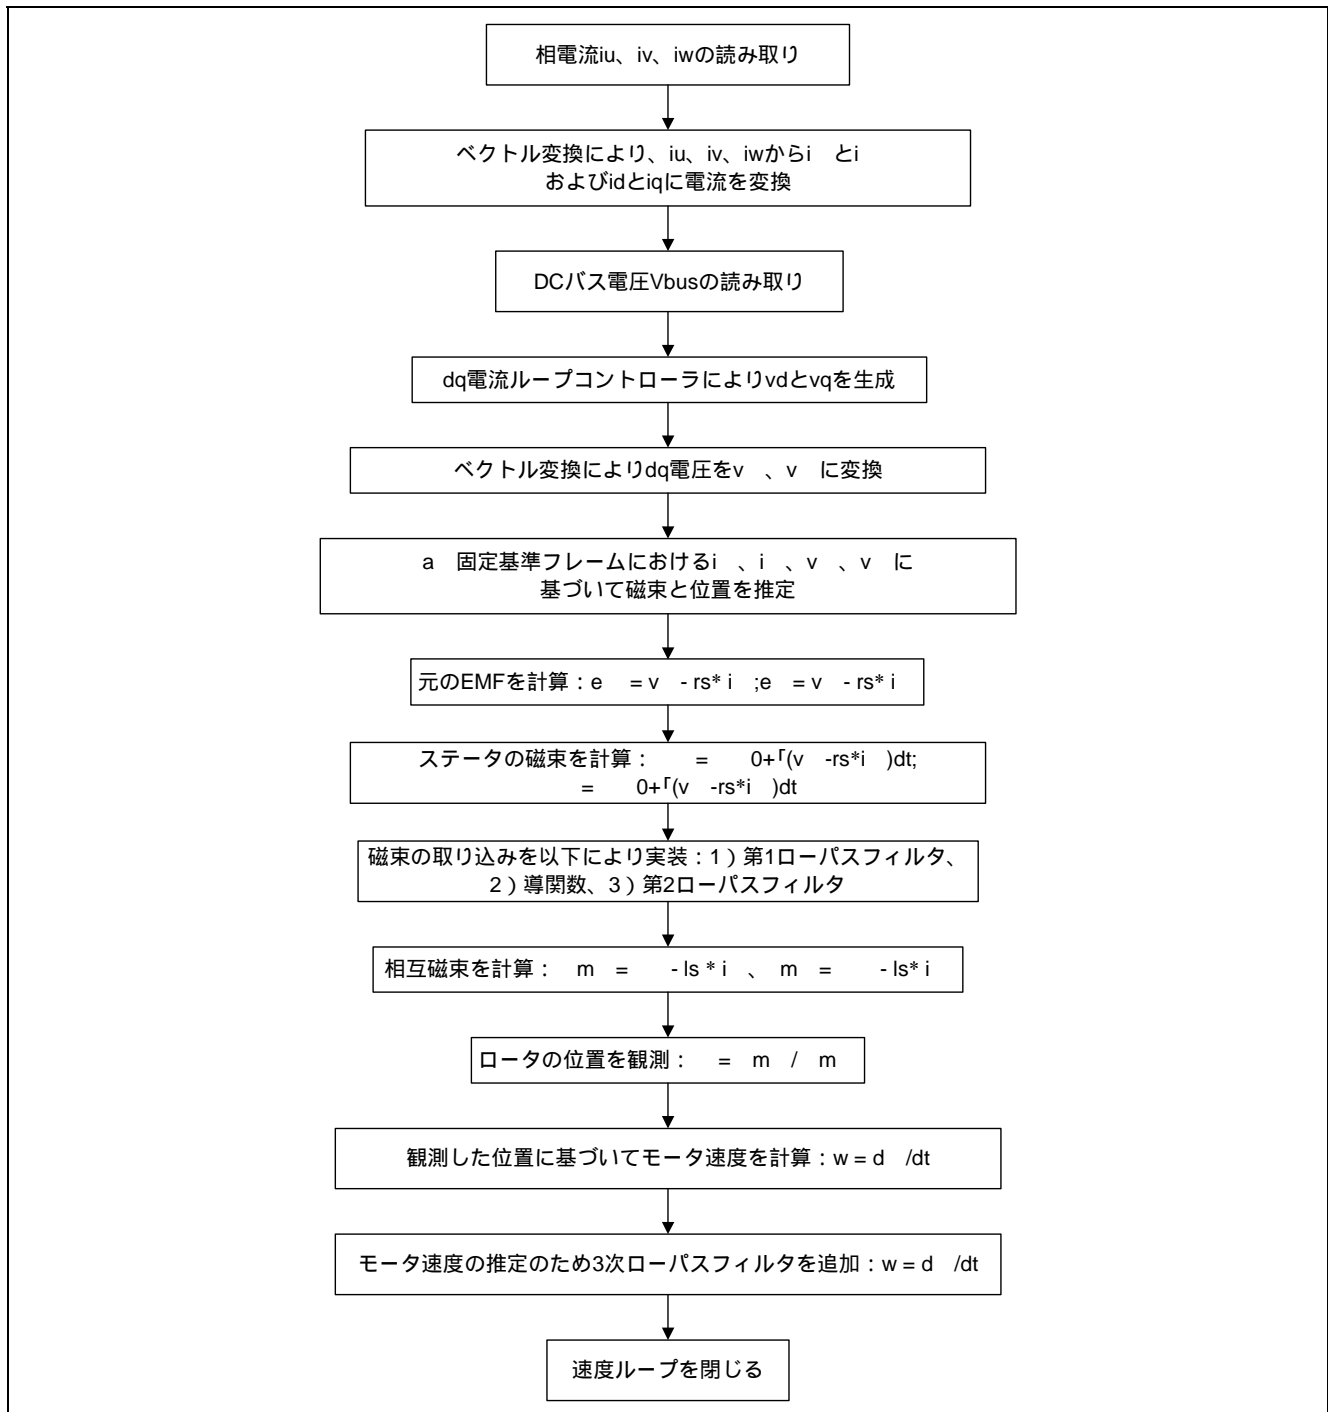 相電流iu、iv、iwの読み取り
ベクトル変換により、iu、iv、iwからi　とi
およびidとiqに電流を変換
DCバス電圧Vbusの読み取り
dq電流ループコントローラによりvdとvqを生成
ベクトル変換によりdq電圧をv　、v　に変換
a　固定基準フレームにおけるi　、i　、v　、v　に
基づいて磁束と位置を推定
元のEMFを計算：e　= v　- rs* i　;e　= v　- rs* i
ステータの磁束を計算：　　=　　0+｢(v　-rs*i　)dt;
=　　0+｢(v　-rs*i　)dt
磁束の取り込みを以下により実装：1）第1ローパスフィルタ、
2）導関数、3）第2ローパスフィルタ
相互磁束を計算：　m　=　　- ls * i　、　m　=　　- ls* i
ロータの位置を観測：　　=　m　/　m
観測した位置に基づいてモータ速度を計算：w = d　/dt
モータ速度の推定のため3次ローパスフィルタを追加：w = d　/dt
速度ループを閉じる